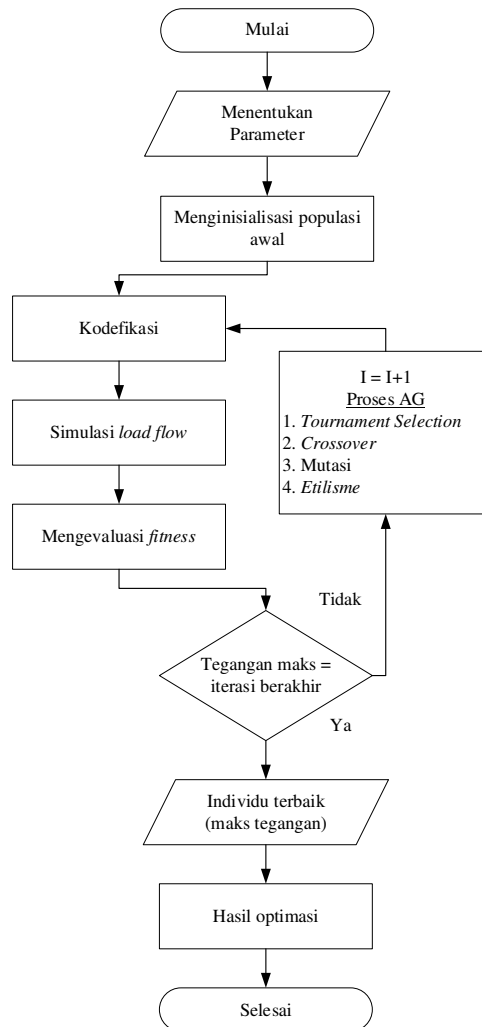 Mulai
Menentukan
Parameter
Menginisialisasi populasi
awal
Kodefikasi
Simulasi load flow
Mengevaluasi fitness
I = I+1
Proses AG
1. Tournament Selection
2. Crossover
3. Mutasi
4. Etilisme
Tidak
Tegangan maks =
iterasi berakhir
Ya
Individu terbaik
(maks tegangan)
Hasil optimasi
Selesai